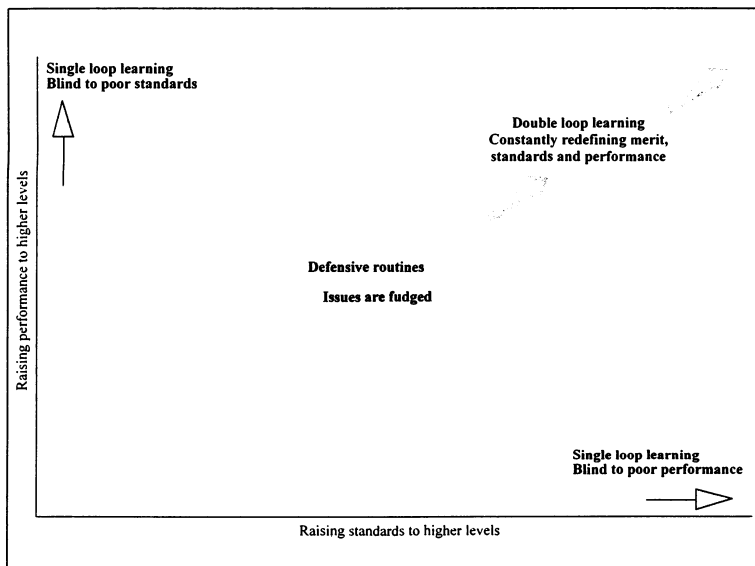 Single loop learning
Blind to poor standards
Double loop learning
Constantly redefining merit,
standards and performance
Raising performance to higher levels
Defensive routines
Issues are fudged
Single loop learning
Blind to poor performance
Raising standards to higher levels